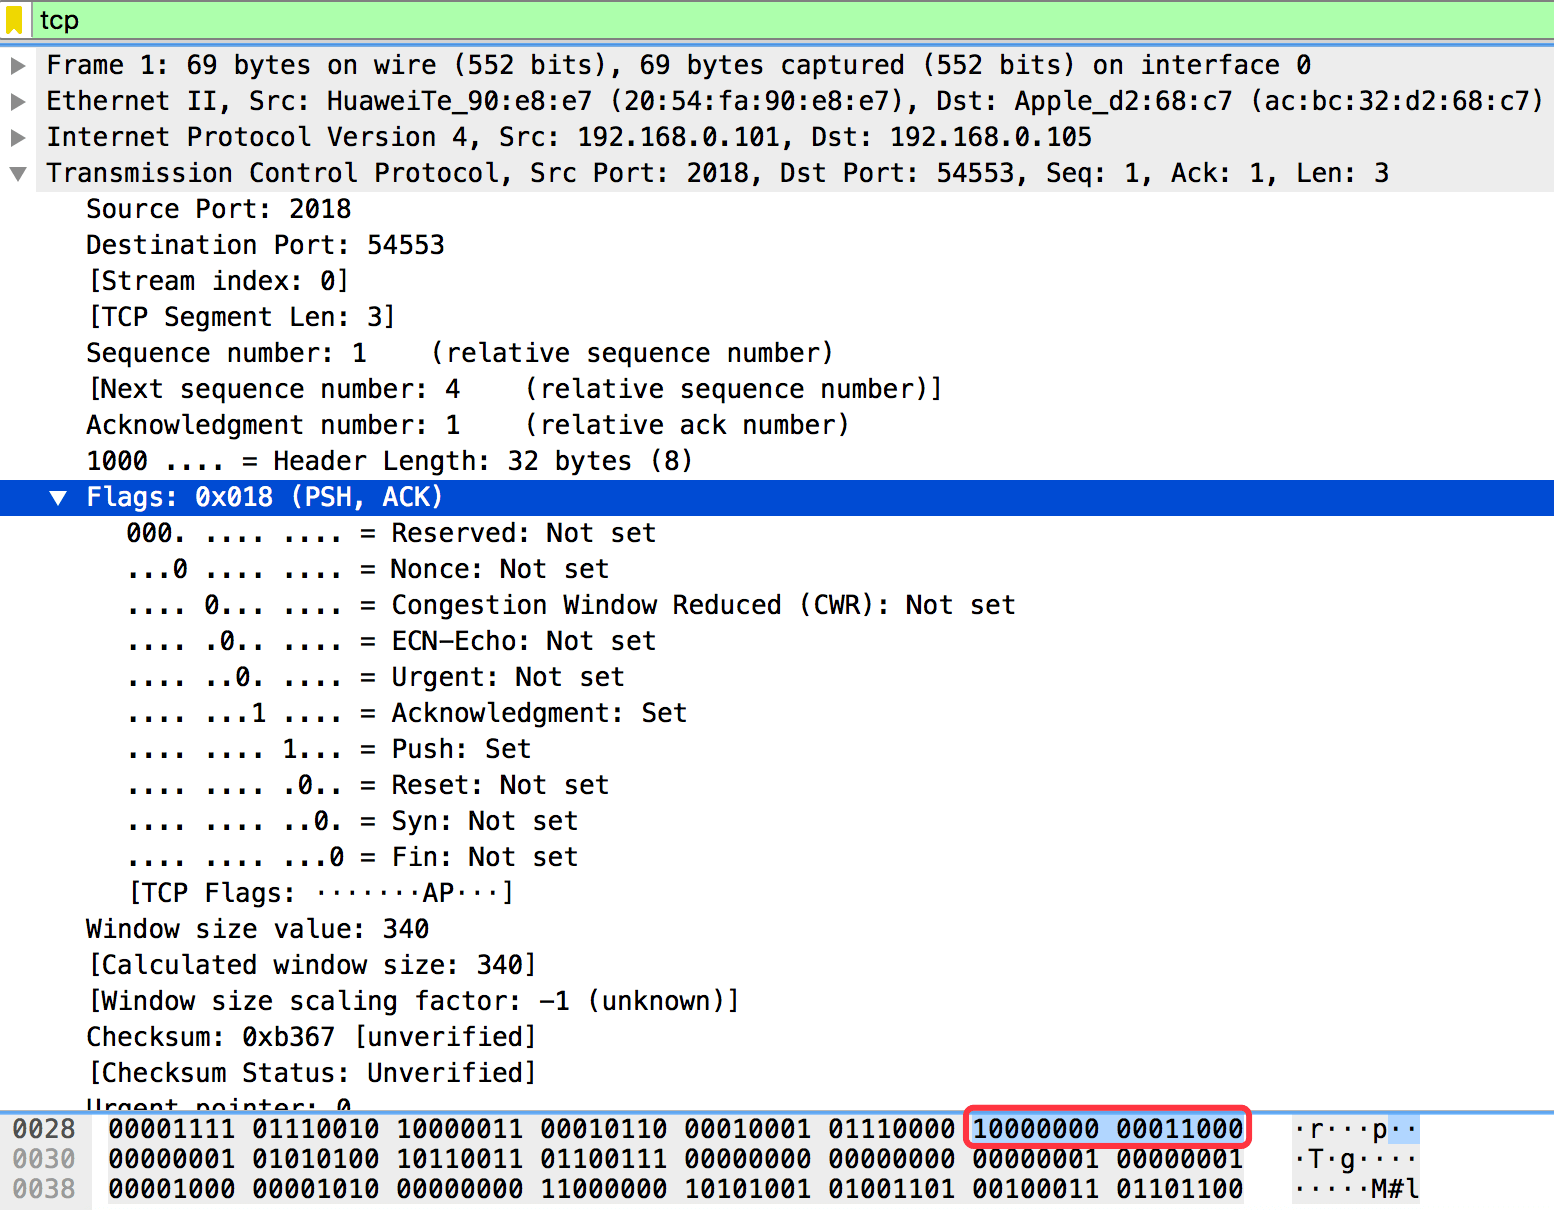 tcp
Frame 1: 69 bytes on wire (552 bits), 69 bytes captured (552 bits) on interface 0
Ethernet II, Src: HuaweiTe_90:e8:e7 (20:54:fa:90:e8:e7), Dst: Apple_d2:68:c7 (ac:bc:32:d2:68:c7)
Internet Protocol Version 4, Src: 192.168.0.101, Dst: 192.168.0.105
Transmission Control Protocol, Src Port: 2018, Dst Port: 54553, Seq: 1, Ack: 1, Len: 3
Source Port: 2018
Destination Port: 54553
[Stream index: 0]
[TCP Segment Len: 3]
Sequence number: 1    (relative sequence number)
[Next sequence number: 4    (relative sequence number)]
Acknowledgment number: 1    (relative ack number)
1000 .... = Header Length: 32 bytes (8)
Flags: 0x018 (PSH, ACK)
000. .... .... = Reserved: Not set
...0 .... .... = Nonce: Not set
.... 0... .... = Congestion Window Reduced (CWR): Not set
.... .0.. .... = ECN-Echo: Not set
.... ..0. .... = Urgent: Not set
.... ...1 .... = Acknowledgment: Set
.... .... 1... = Push: Set
.... .... .0.. = Reset: Not set
.... .... ..0. = Syn: Not set
.... .... ...0 = Fin: Not set
[TCP Flags: ·······AP···]
Window size value: 340
[Calculated window size: 340]
[Window size scaling factor: -1 (unknown)]
Checksum: 0xb367 [unverified]
[Checksum Status: Unverified]
Urgent pointer: 0
0028 00001111 01110010 10000011 00010110 00010001 01110000 10000000 00011000 ·r···p··
0030 00000001 01010100 10110011 01100111 00000000 00000000 00000001 00000001 ·T·g····
0038 00001000 00001010 00000000 11000000 10101001 01001101 00100011 01101100 ·····M#l